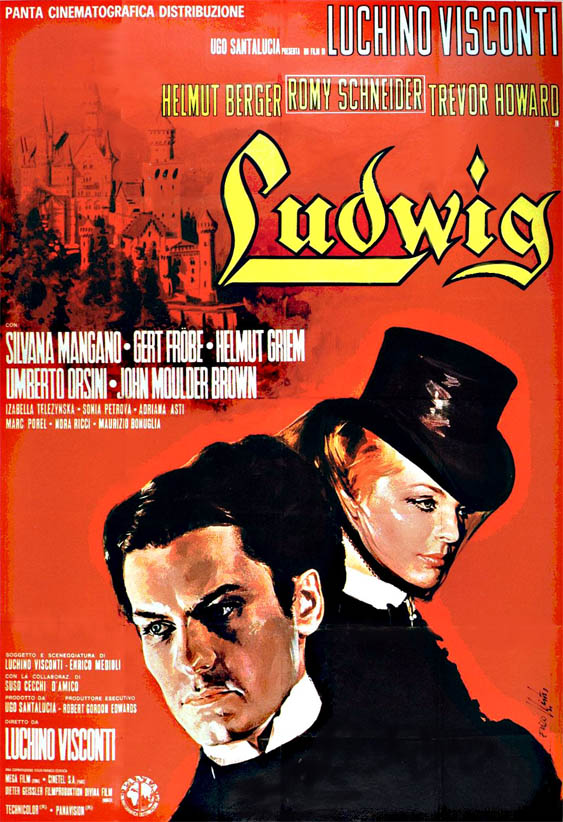 PANTA CINEMATOGRAFICA DISTRIBUZIONE
UGO SANTALUCIA PRESENTA UN FILM DI LUCHINO VISCONTI
HELMUT BERGER ROMY SCHNEIDER TREVOR HOWARD
IN
Ludwig
CON
SILVANA MANGANO • GERT FRÖBE • HELMUT GRIEM
UMBERTO ORSINI • JOHN MOULDER BROWN
IZABELLA TELEZYNSKA • SONIA PETROVA • ADRIANA ASTI
MARC POREL • NORA RICCI • MAURIZIO BONUGLIA
SOGGETTO E SCENEGGIATURA DI
LUCHINO VISCONTI • ENRICO MEDIOLI
CON LA COLLABORAZ. DI
SUSO CECCHI D'AMICO
PRODOTTO DA PRODUTTORE ESECUTIVO
UGO SANTALUCIA • ROBERT GORDON EDWARDS
DIRETTO DA
LUCHINO VISCONTI
MEGA FILM • CINETEL S.A.
DIETER GEISSLER FILMPRODUKTION DIVINA FILM
TECHNICOLOR • PANAVISION
PANTA